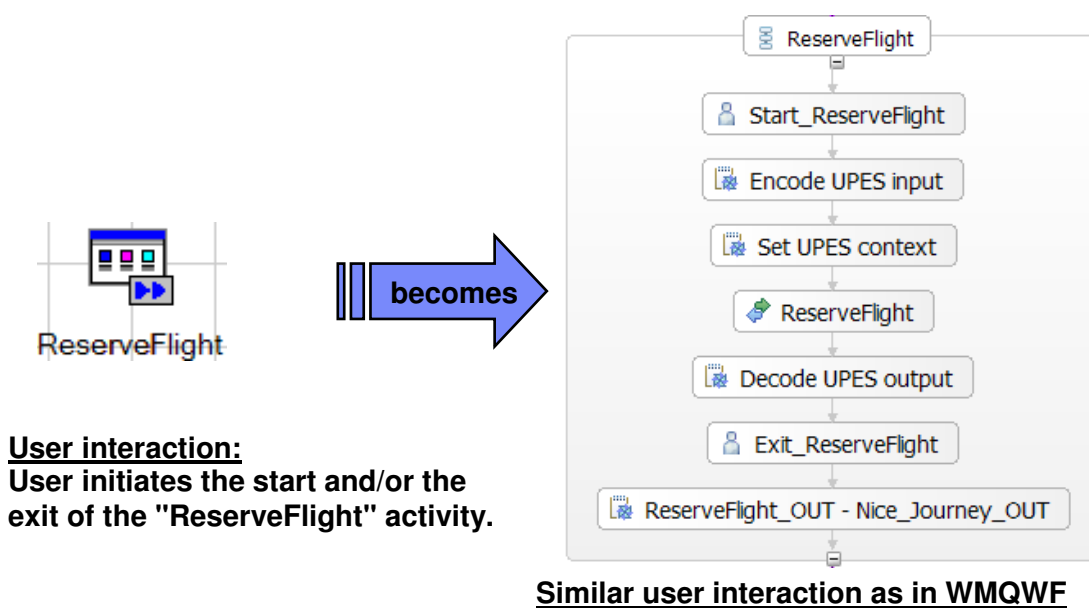 ReserveFlight
becomes
User interaction:
User initiates the start and/or the
exit of the "ReserveFlight" activity.
ReserveFlight
Start_ReserveFlight
Encode UPES input
Set UPES context
ReserveFlight
Decode UPES output
Exit_ReserveFlight
ReserveFlight_OUT - Nice_Journey_OUT
Similar user interaction as in WMQWF